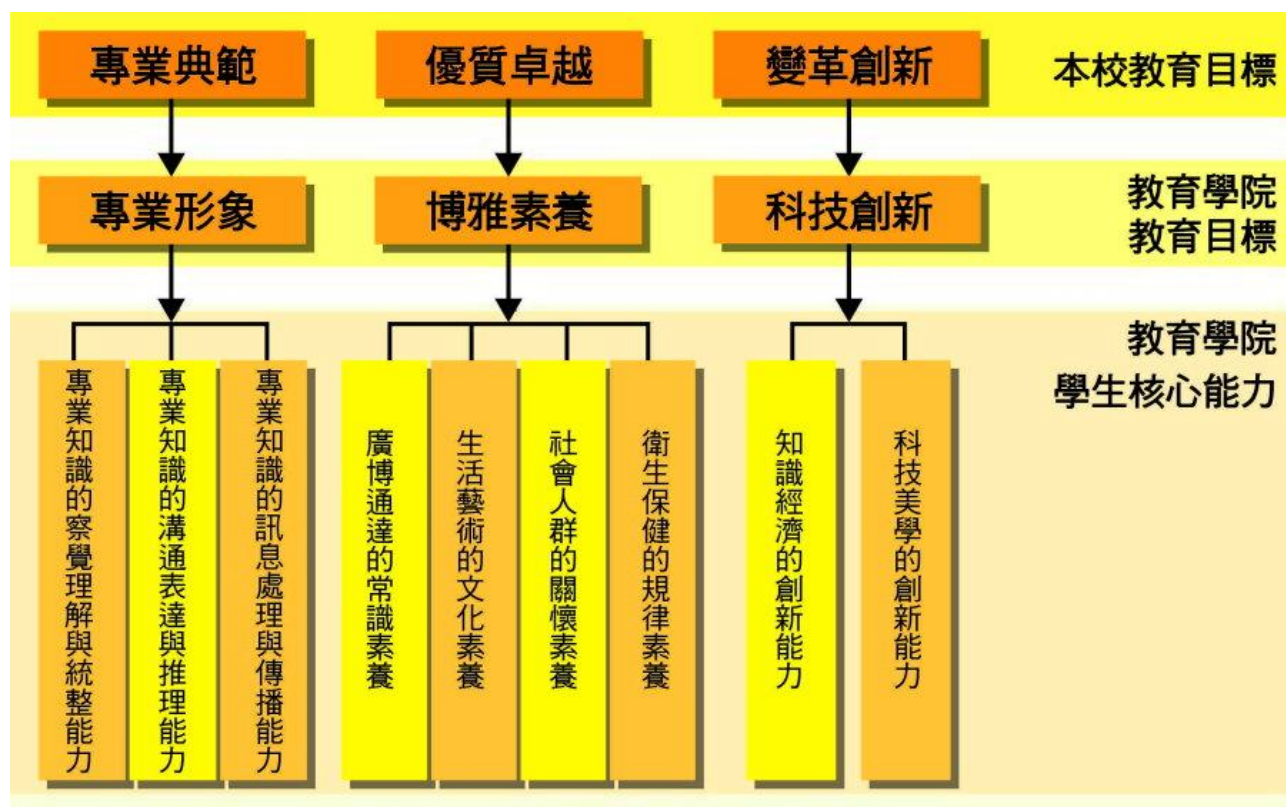 專業典範
優質卓越
變革創新
本校教育目標
專業形象
博雅素養
科技創新
教育學院
教育目標
教育學院
學生核心能力
專業知識的察覺理解與統整能力
專業知識的溝通表達與推理能力
專業知識的訊息處理與傳播能力
廣博通達的常識素養
生活藝術的文化素養
社會人群的關懷素養
衛生保健的規律素養
知識經濟的創新能力
科技美學的創新能力